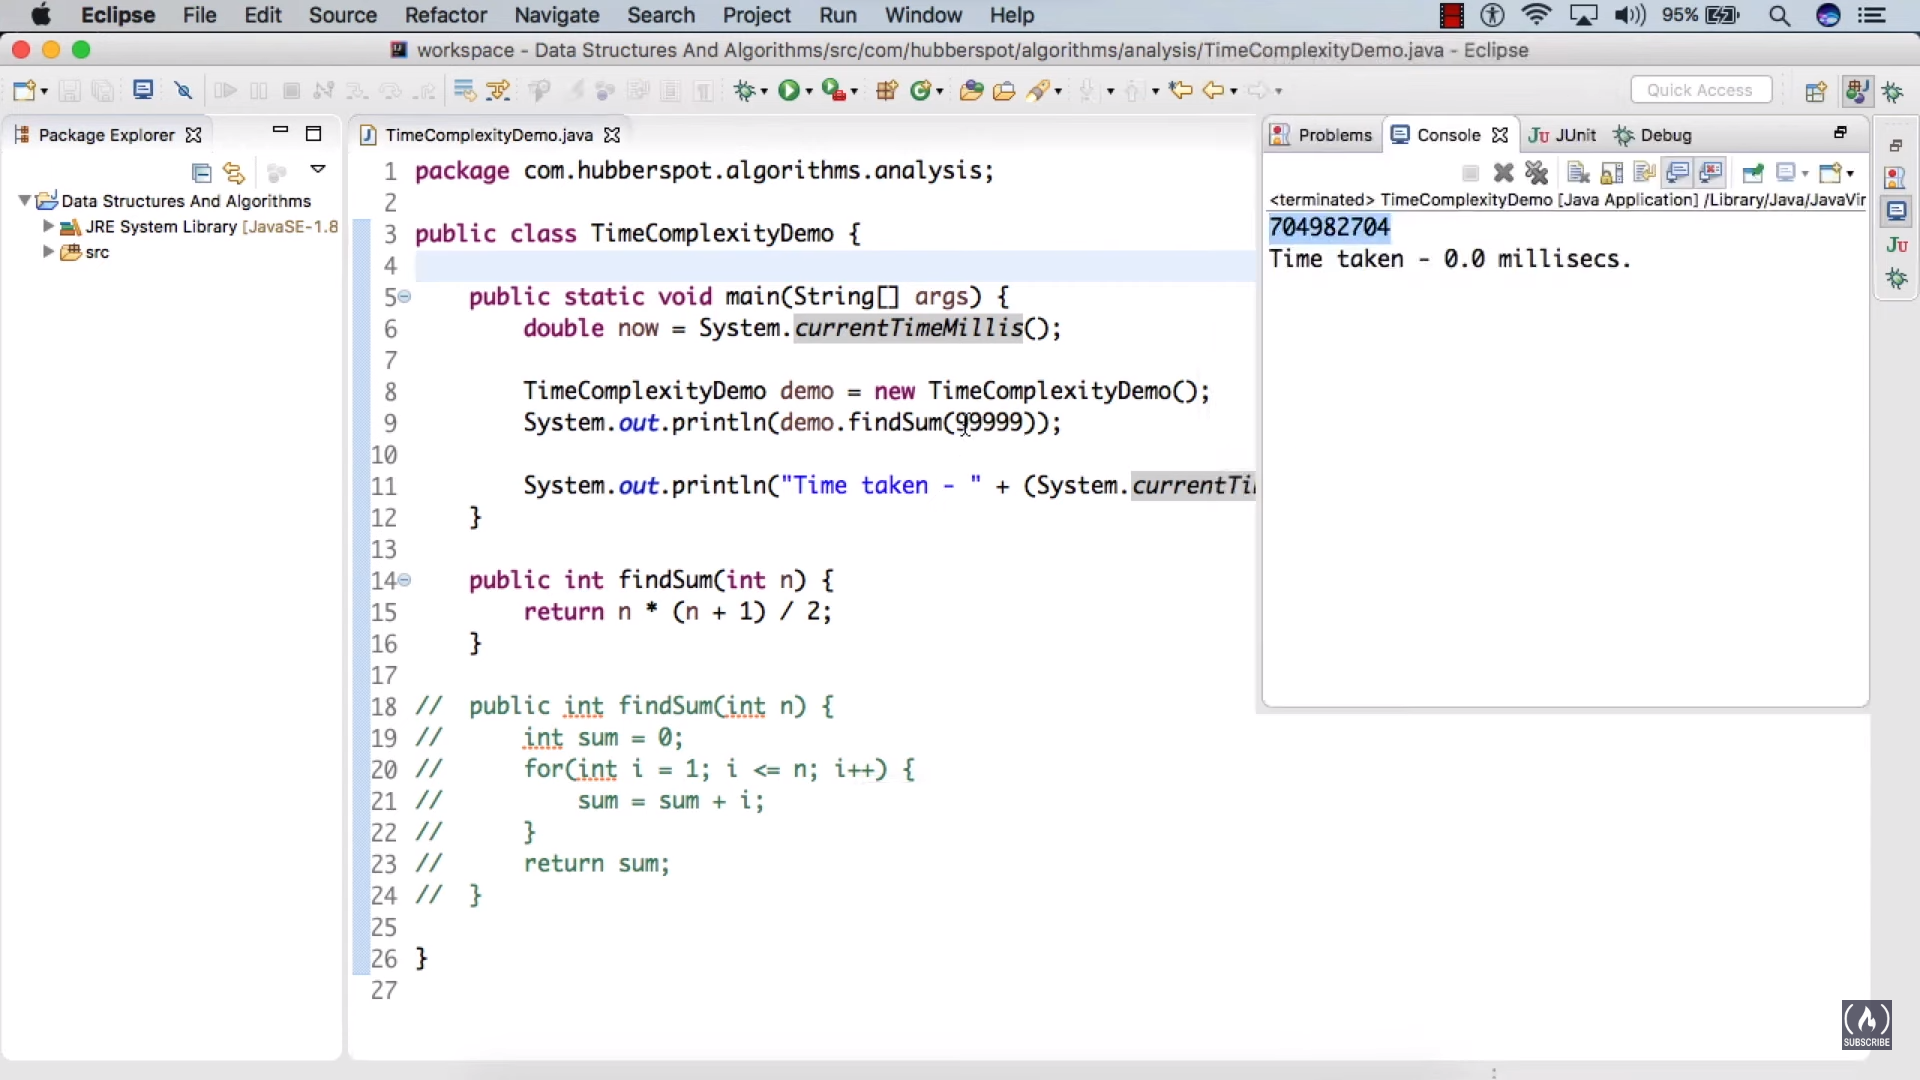 Eclipse File Edit Source Refactor Navigate Search Project Run Window Help 95%
workspace - Data Structures And Algorithms/src/com/hubberspot/algorithms/analysis/TimeComplexityDemo.java - Eclipse
Quick Access
Package Explorer
Data Structures And Algorithms
JRE System Library [JavaSE-1.8
src
TimeComplexityDemo.java
1 package com.hubberspot.algorithms.analysis;
2
3 public class TimeComplexityDemo {
4
5 public static void main(String[] args) {
6 double now = System.currentTimeMillis();
7
8 TimeComplexityDemo demo = new TimeComplexityDemo();
9 System.out.println(demo.findSum(99999));
10
11 System.out.println("Time taken - " + (System.currentTi
12 }
13
14 public int findSum(int n) {
15 return n * (n + 1) / 2;
16 }
17
18 // public int findSum(int n) {
19 // int sum = 0;
20 // for(int i = 1; i <= n; i++) {
21 // sum = sum + i;
22 // }
23 // return sum;
24 // }
25
26 }
27
Problems Console JUnit Debug
<terminated> TimeComplexityDemo [Java Application] /Library/Java/JavaVir
704982704
Time taken - 0.0 millisecs.
SUBSCRIBE